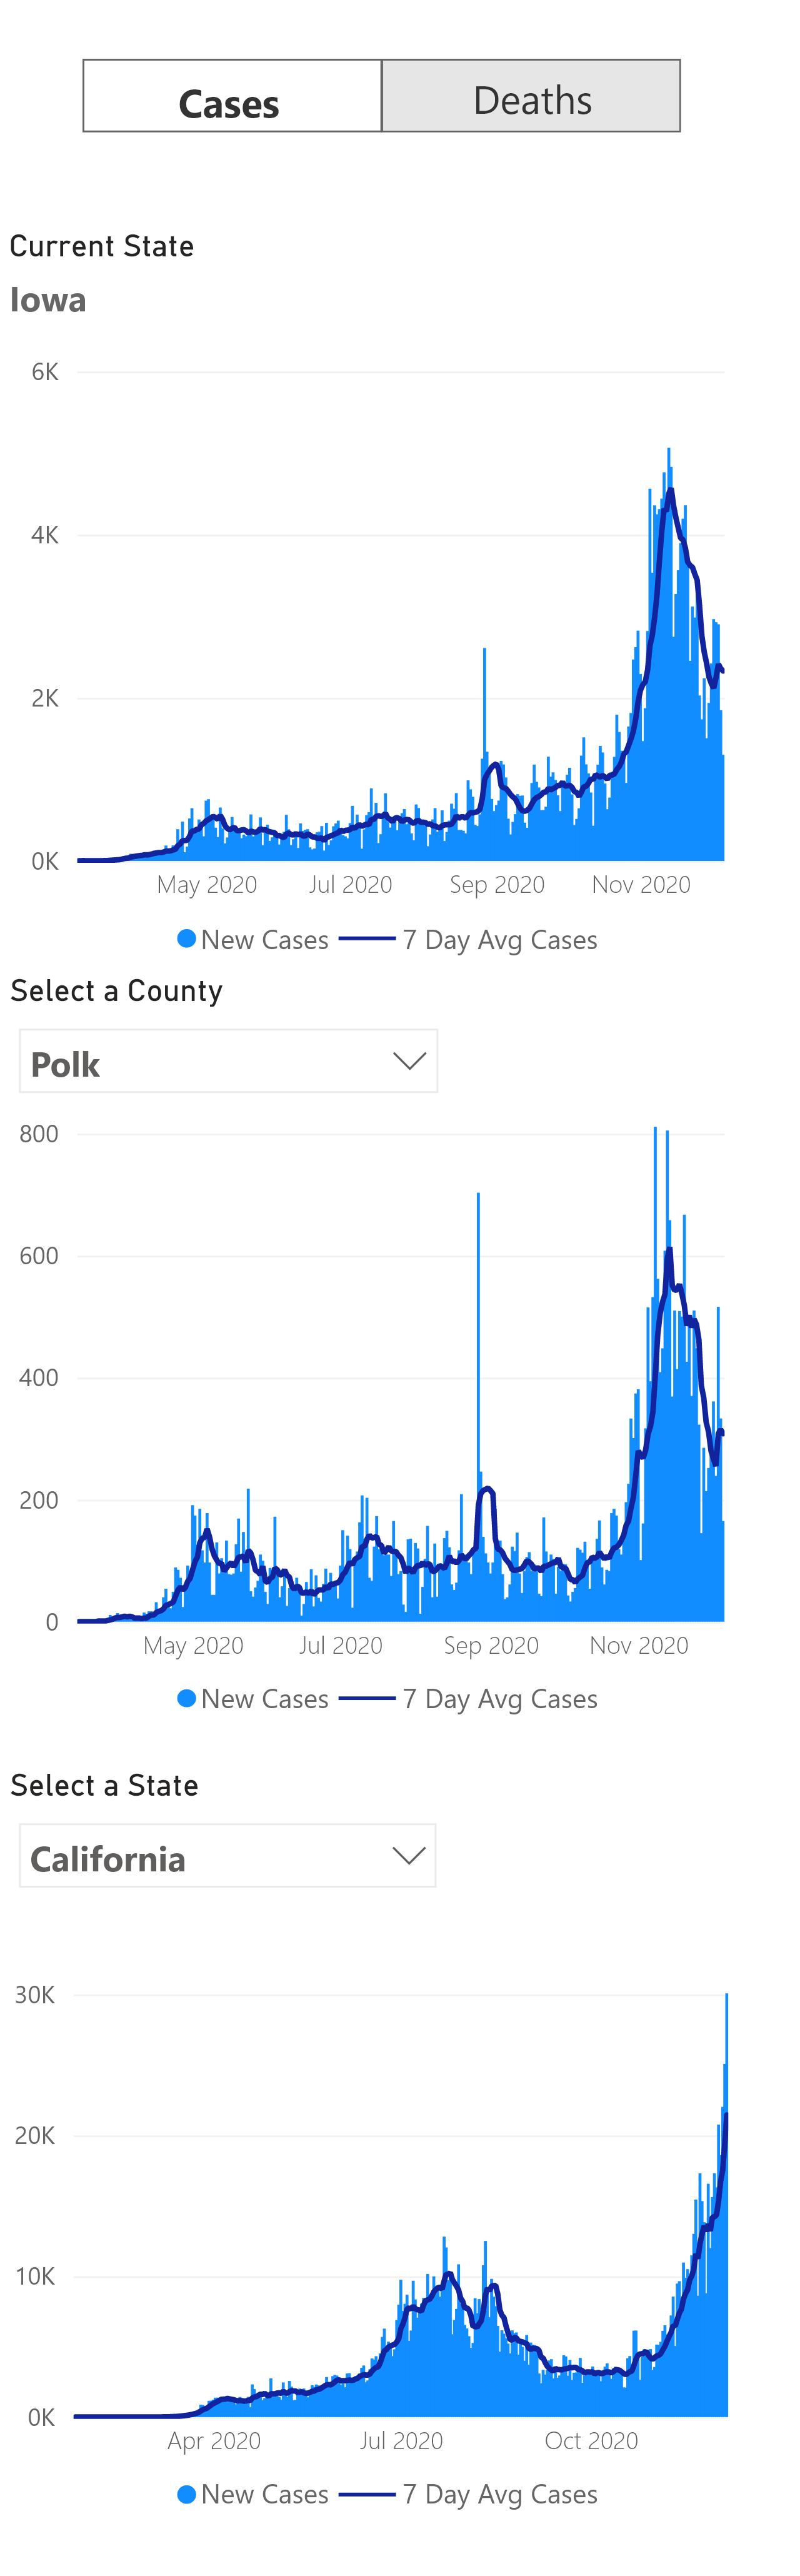 Cases Deaths
Current State
Iowa
6K
4K
2K
0K
May 2020 Jul 2020 Sep 2020 Nov 2020
New Cases 7 Day Avg Cases
Select a County
Polk
800
600
400
200
0
May 2020 Jul 2020 Sep 2020 Nov 2020
New Cases 7 Day Avg Cases
Select a State
California
30K
20K
10K
0K
Apr 2020 Jul 2020 Oct 2020
New Cases 7 Day Avg Cases